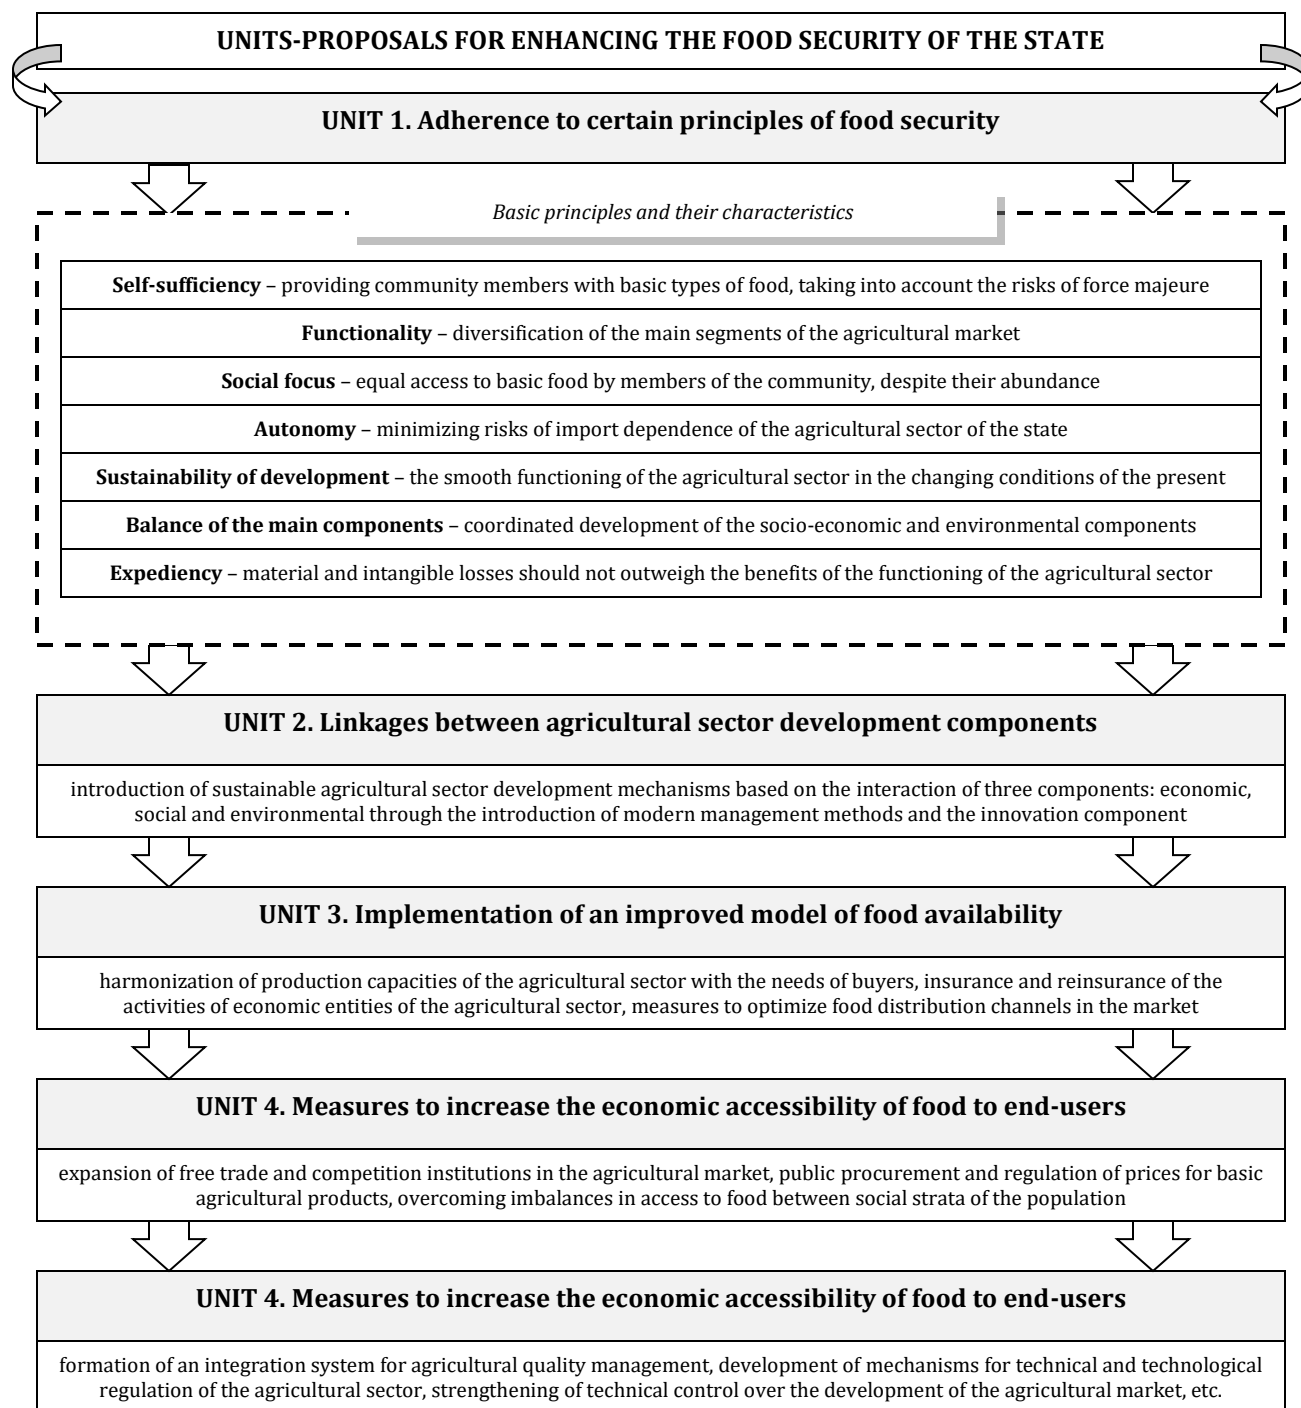 UNITS-PROPOSALS FOR ENHANCING THE FOOD SECURITY OF THE STATE
UNIT 1. Adherence to certain principles of food security
Basic principles and their characteristics
Self-sufficiency – providing community members with basic types of food, taking into account the risks of force majeure
Functionality – diversification of the main segments of the agricultural market
Social focus – equal access to basic food by members of the community, despite their abundance
Autonomy – minimizing risks of import dependence of the agricultural sector of the state
Sustainability of development – the smooth functioning of the agricultural sector in the changing conditions of the present
Balance of the main components – coordinated development of the socio-economic and environmental components
Expediency – material and intangible losses should not outweigh the benefits of the functioning of the agricultural sector
UNIT 2. Linkages between agricultural sector development components
introduction of sustainable agricultural sector development mechanisms based on the interaction of three components: economic,
social and environmental through the introduction of modern management methods and the innovation component
UNIT 3. Implementation of an improved model of food availability
harmonization of production capacities of the agricultural sector with the needs of buyers, insurance and reinsurance of the
activities of economic entities of the agricultural sector, measures to optimize food distribution channels in the market
UNIT 4. Measures to increase the economic accessibility of food to end-users
expansion of free trade and competition institutions in the agricultural market, public procurement and regulation of prices for basic
agricultural products, overcoming imbalances in access to food between social strata of the population
UNIT 4. Measures to increase the economic accessibility of food to end-users
formation of an integration system for agricultural quality management, development of mechanisms for technical and technological
regulation of the agricultural sector, strengthening of technical control over the development of the agricultural market, etc.